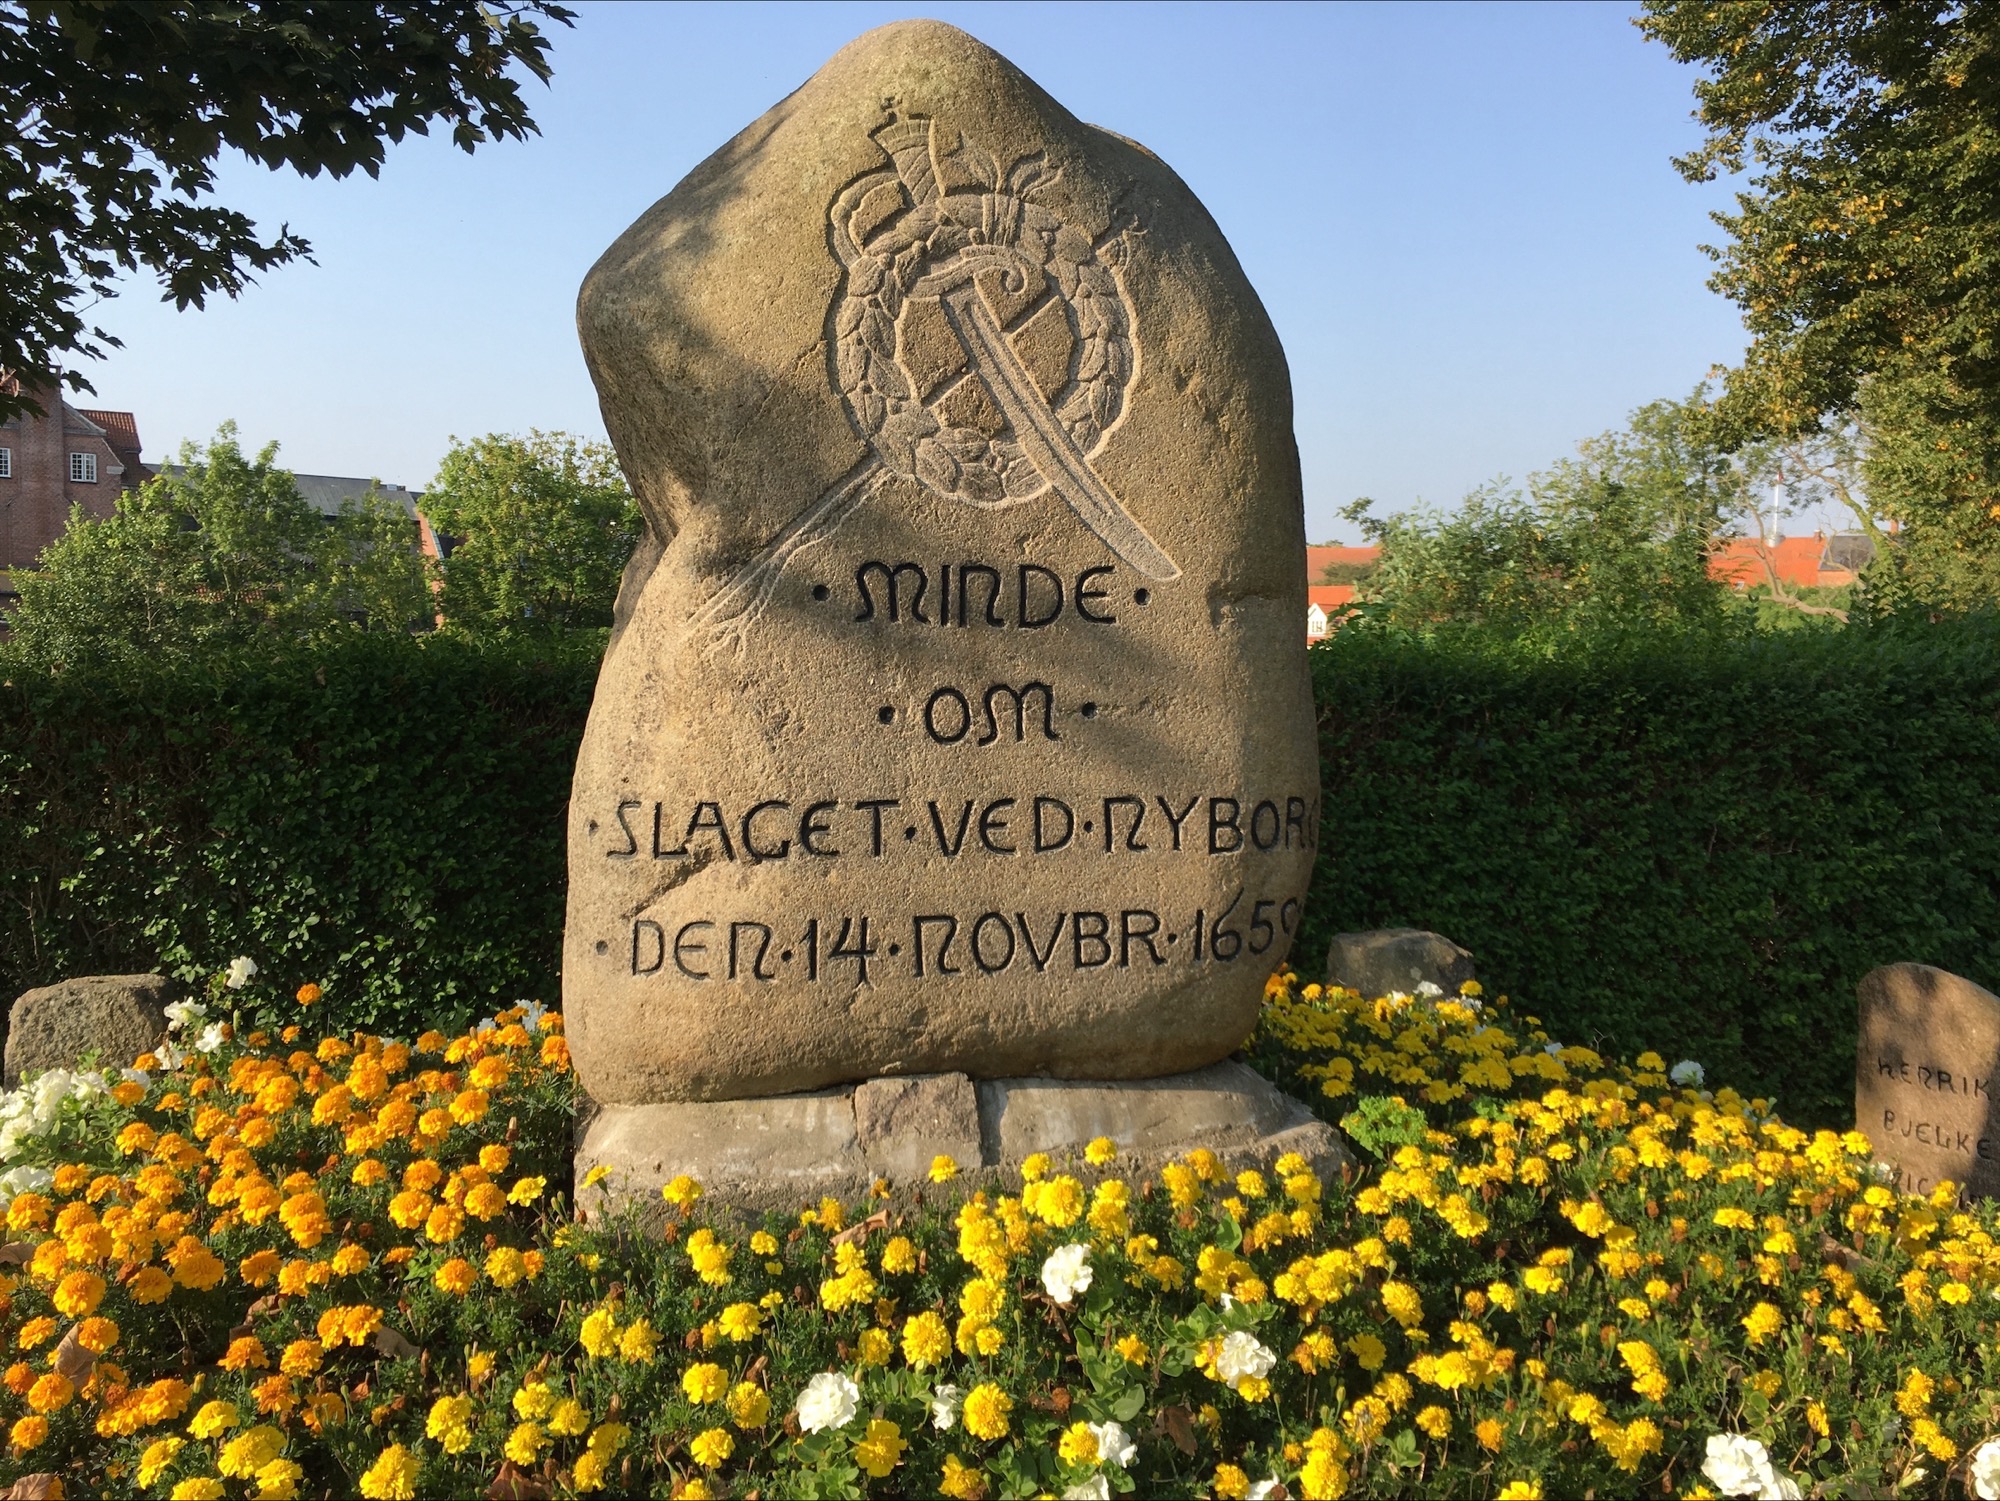 · MINDE ·
· OM ·
· SLAGET · VED · NYBORG
· DEN · 14 · NOVBR · 1659
HENRIK
BJELKE